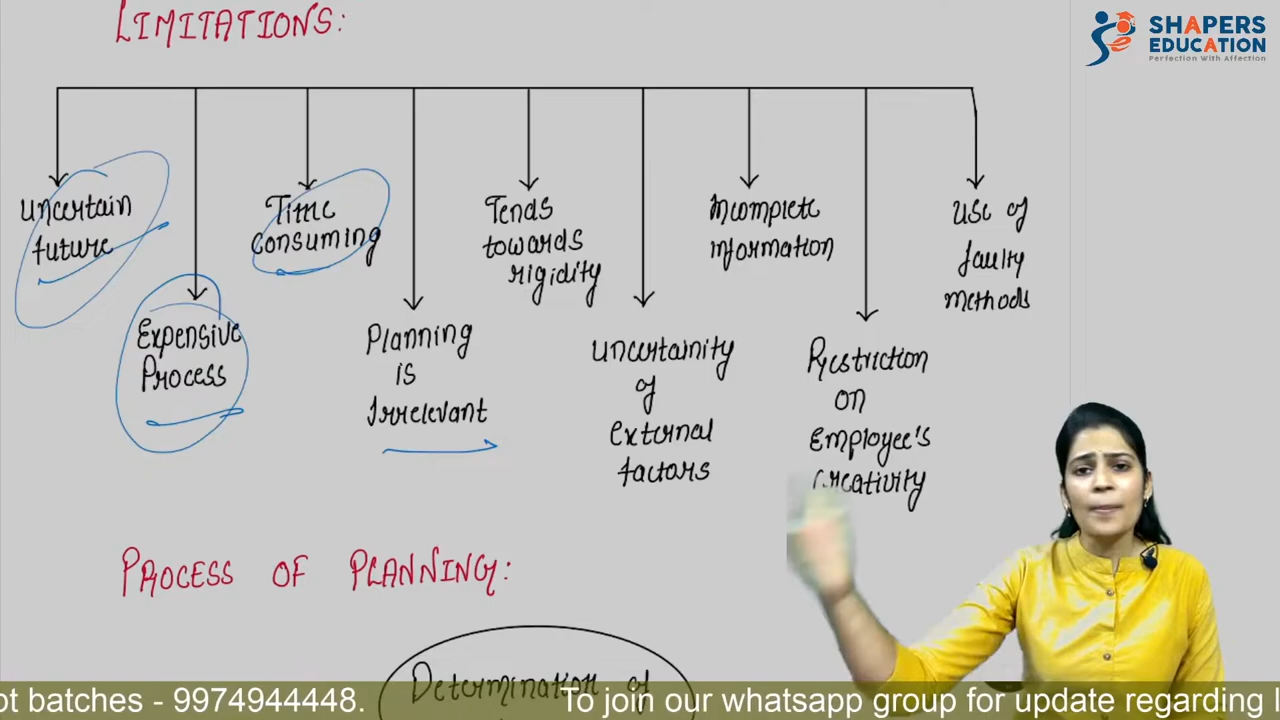 LIMITATIONS:
SHAPERS
EDUCATION
Perfection With Affection
Uncertain
future
Expensive
Process
Time
Consuming
Planning
is
Irrelevant
Tends
towards
rigidity
Uncertainity
of
External
factors
Incomplete
information
Restriction
on
Employee's
Creativity
Use of
faulty
Methods
PROCESS OF PLANNING:
Determination of
batches - 9974944448. To join our whatsapp group for update regarding